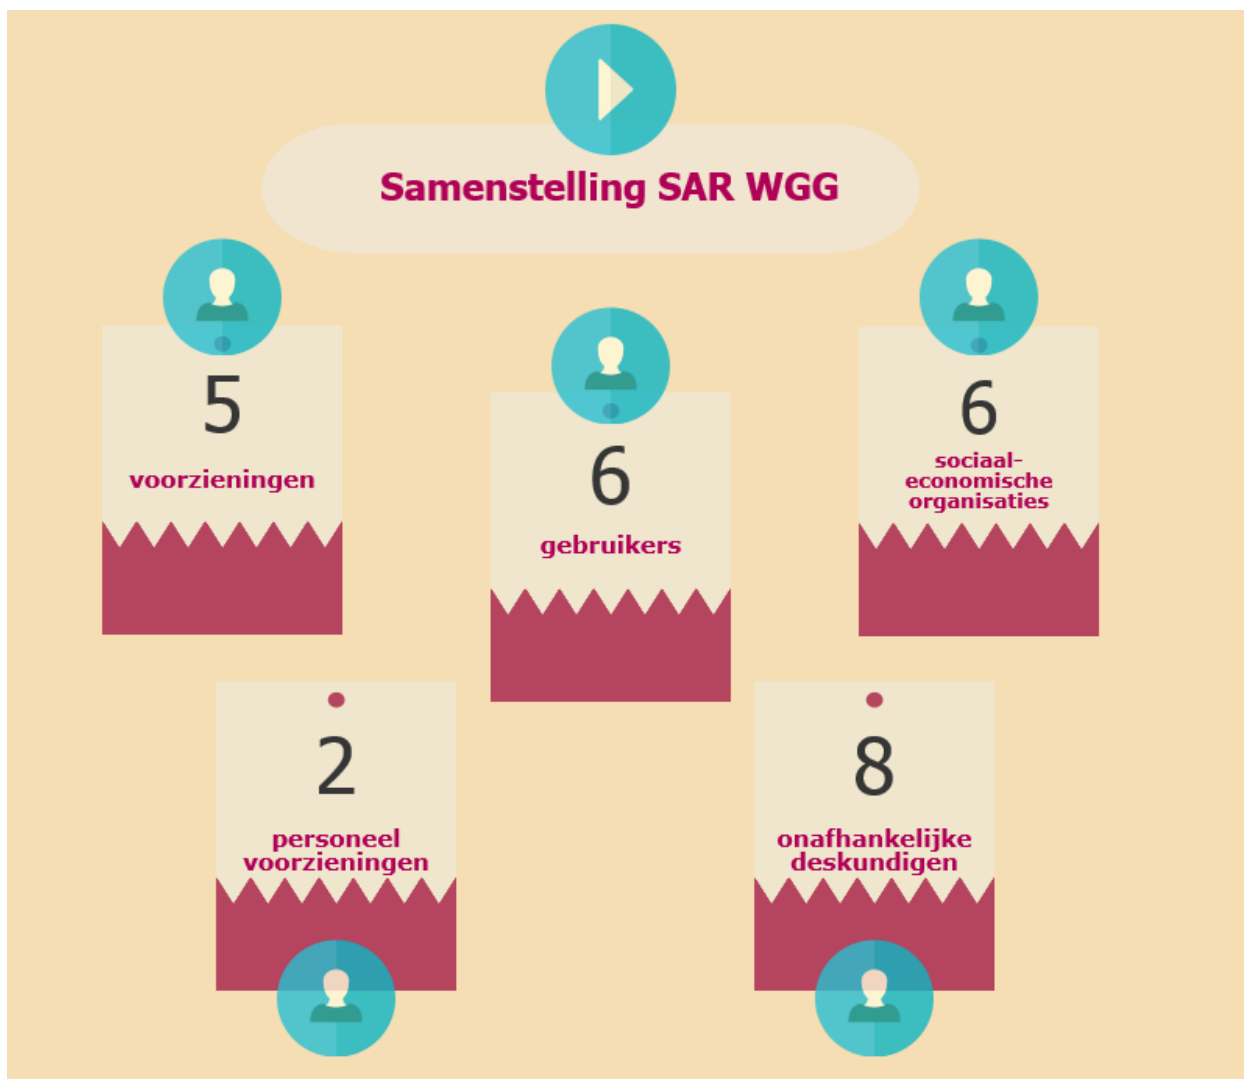 Samenstelling SAR WGG
5
voorzieningen
6
gebruikers
6
sociaal-
economische
organisaties
2
personeel
voorzieningen
8
onafhankelijke
deskundigen